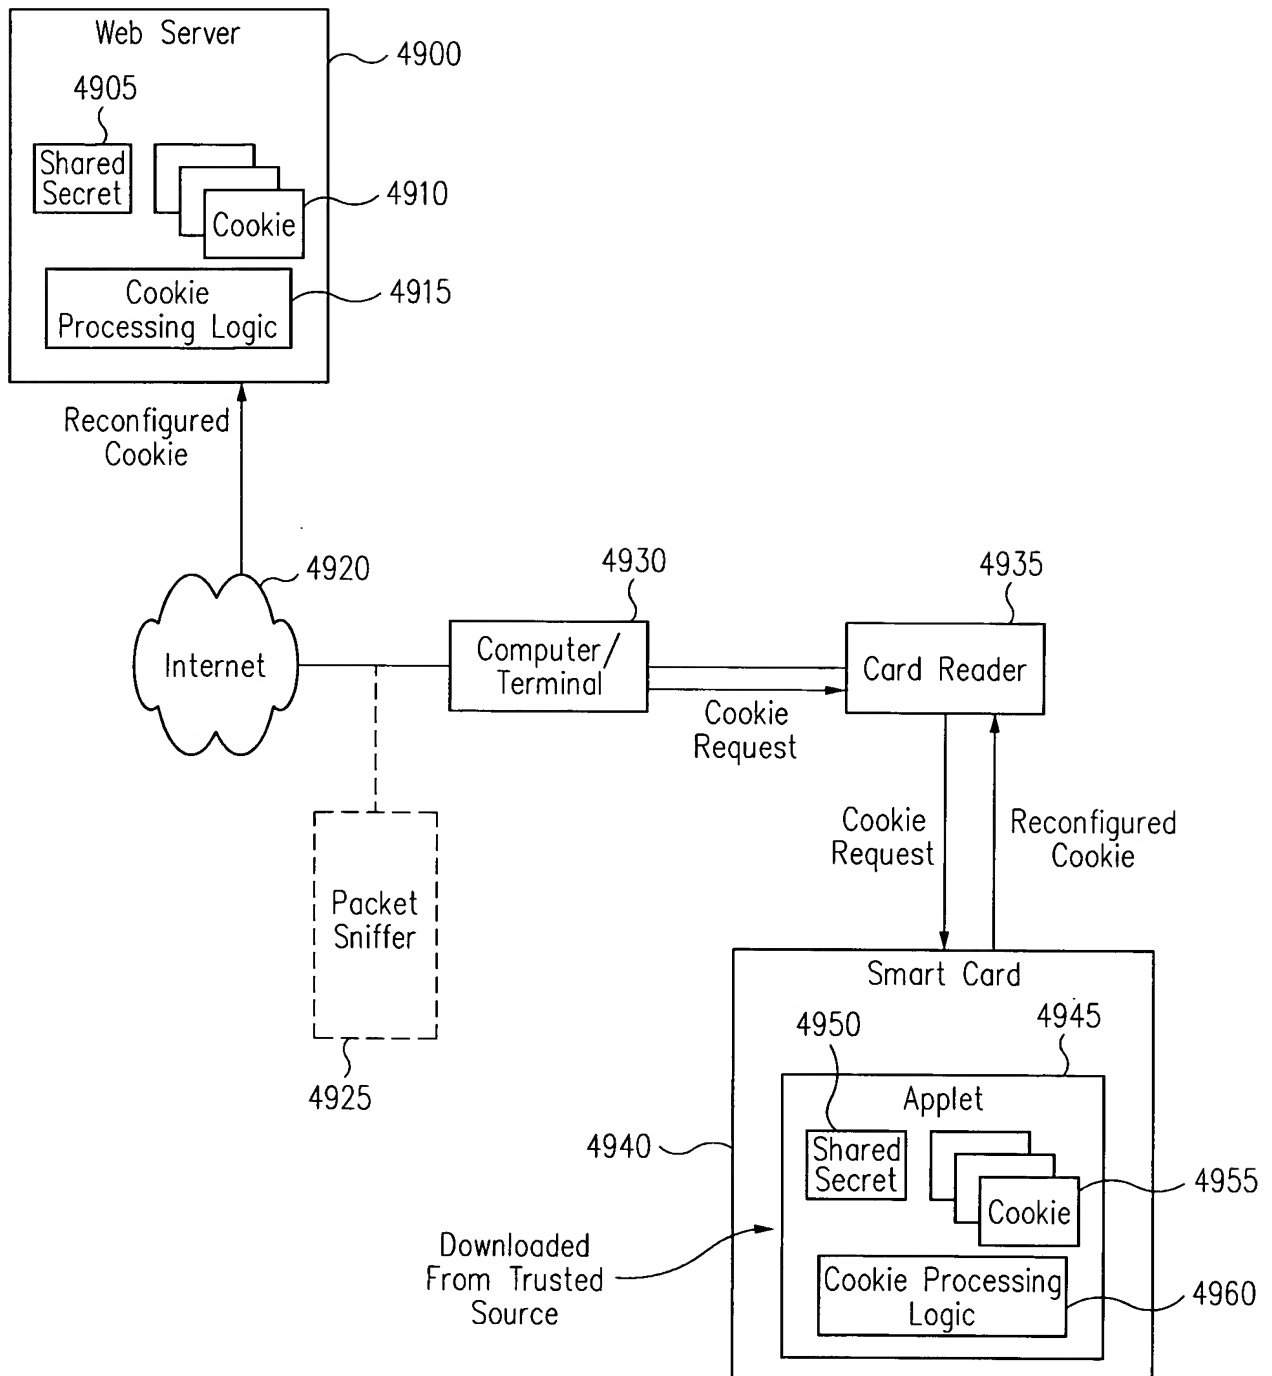 Web Server
4900
4905
Shared
Secret
4910
Cookie
Cookie
Processing Logic
4915
Reconfigured
Cookie
4920
Internet
4930
Computer/
Terminal
4935
Card Reader
Cookie
Request
Cookie
Request
Reconfigured
Cookie
Packet
Sniffer
4925
Smart Card
4950
4945
Applet
4940
Shared
Secret
4955
Cookie
Downloaded
From Trusted
Source
Cookie Processing
Logic
4960